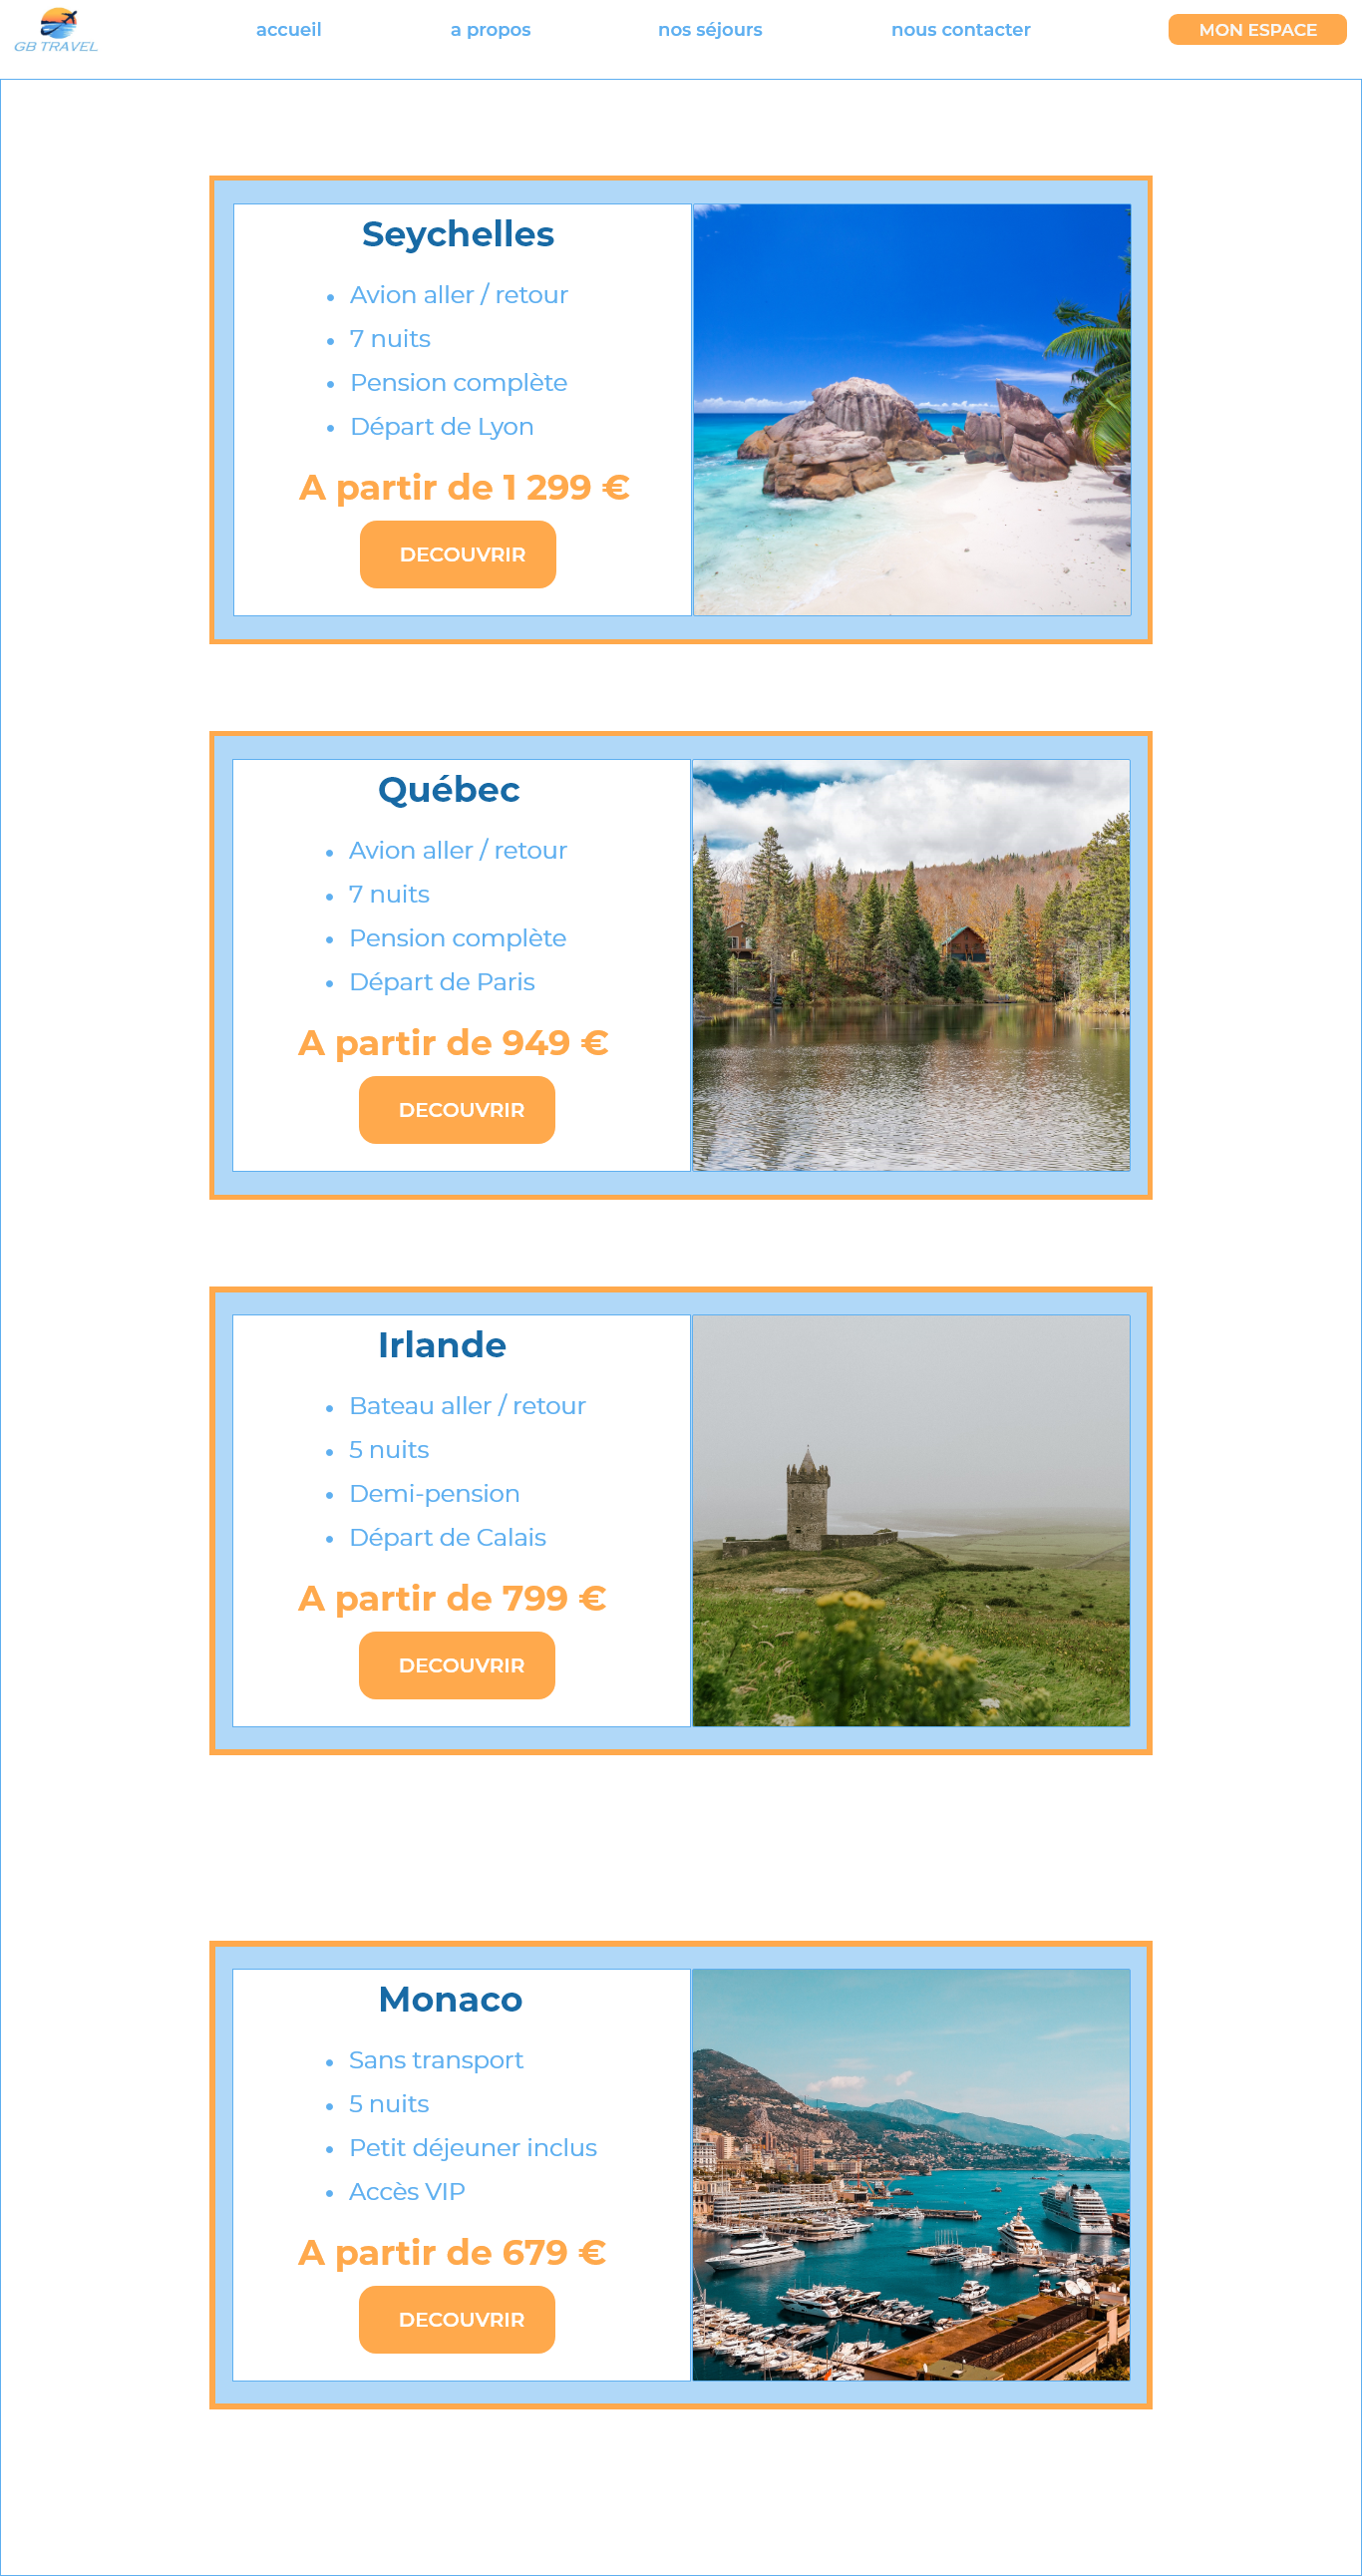 GB TRAVEL
accueil
a propos
nos séjours
nous contacter
MON ESPACE
Seychelles
• Avion aller / retour
• 7 nuits
• Pension complète
• Départ de Lyon
A partir de 1 299 €
DECOUVRIR
Québec
• Avion aller / retour
• 7 nuits
• Pension complète
• Départ de Paris
A partir de 949 €
DECOUVRIR
Irlande
• Bateau aller / retour
• 5 nuits
• Demi-pension
• Départ de Calais
A partir de 799 €
DECOUVRIR
Monaco
• Sans transport
• 5 nuits
• Petit déjeuner inclus
• Accès VIP
A partir de 679 €
DECOUVRIR